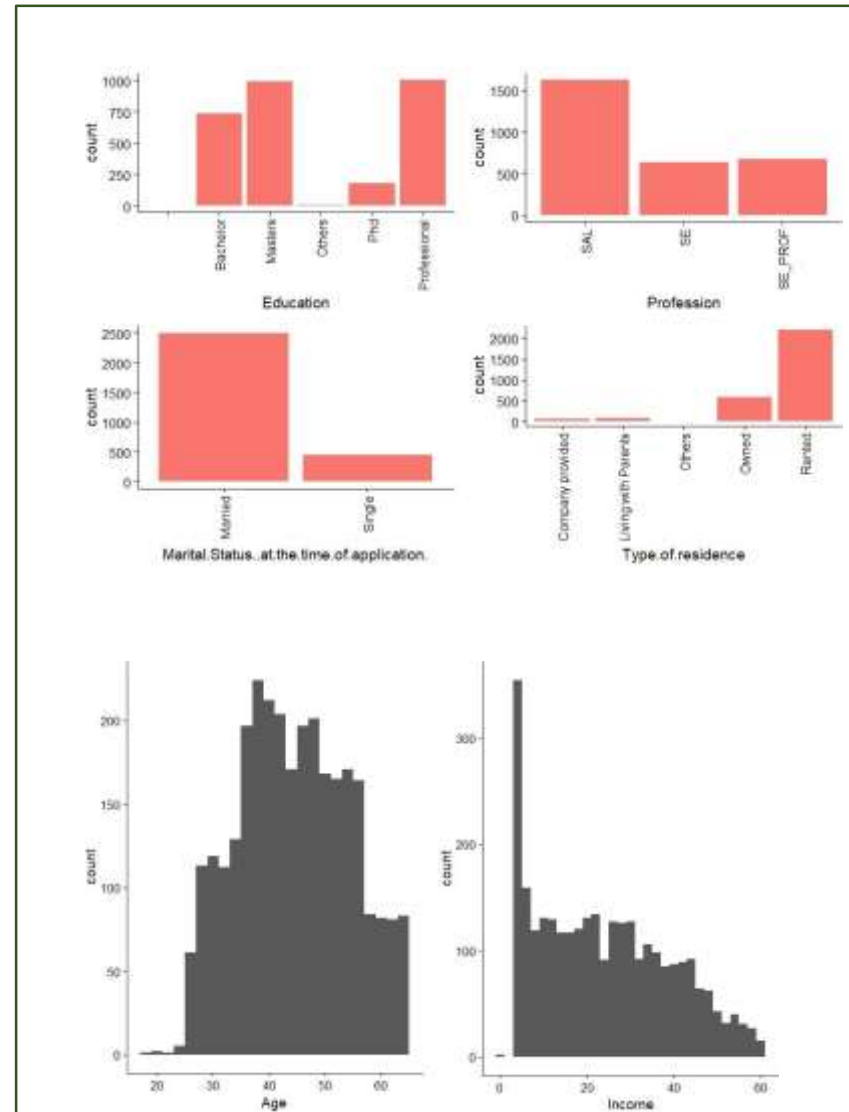 1000
750
500
250
0
count
Bachelor
Masters
Others
Phd
Professional
Education
1500
1000
500
0
count
SAL
SE
SE_PROF
Profession
2500
2000
1500
1000
500
0
count
Married
Single
Marital.Status..at.the.time.of.application.
2000
1500
1000
500
0
count
Company provided
Living with Parents
Others
Owned
Rented
Type.of.residence
200
150
100
50
0
count
20
30
40
50
60
Age
300
200
100
0
count
0
20
40
60
Income